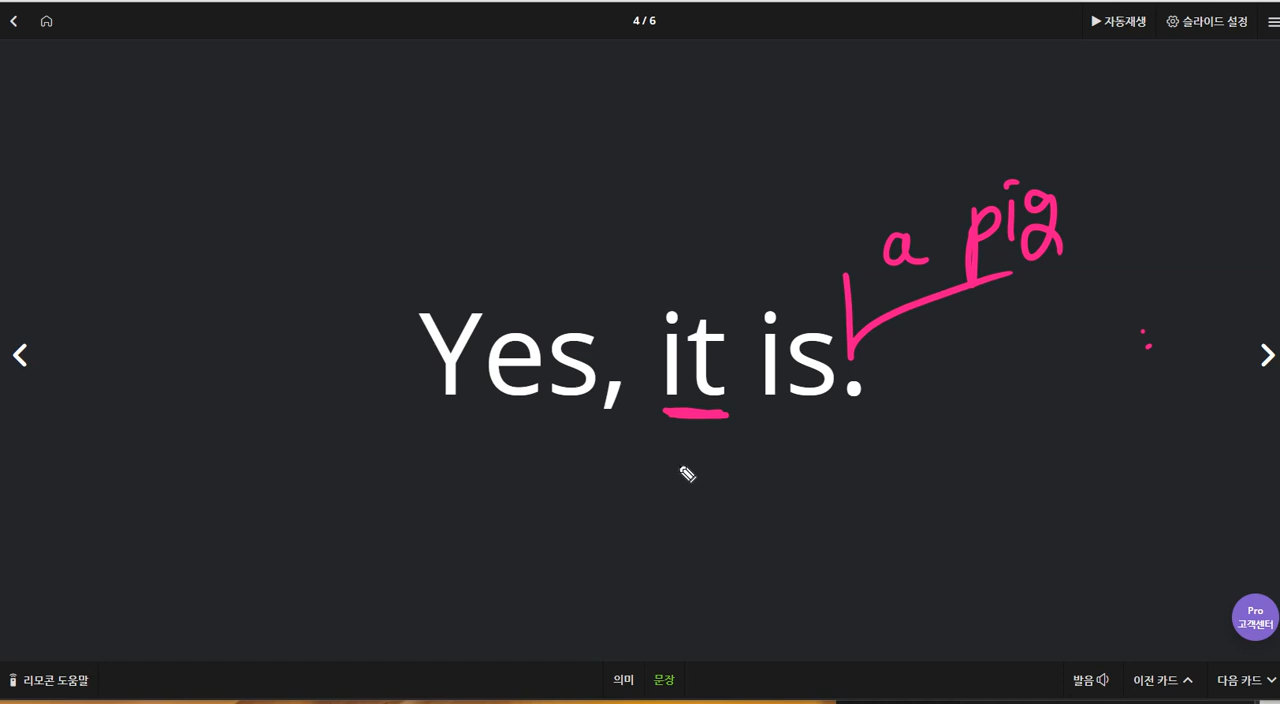 4 / 6
자동재생
슬라이드 설정
a pig
Yes, it is.
Pro
고객센터
리모콘 도움말
의미
문장
발음
이전 카드
다음 카드